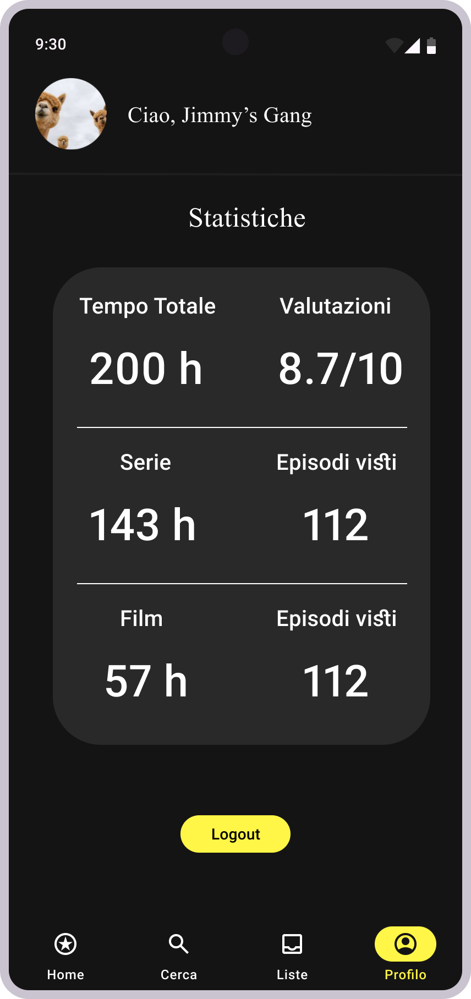 9:30
Ciao, Jimmy’s Gang
Statistiche
Tempo Totale Valutazioni
200 h 8.7/10
Serie Episodi visti
143 h 112
Film Episodi visti
57 h 112
Logout
Home Cerca Liste Profilo